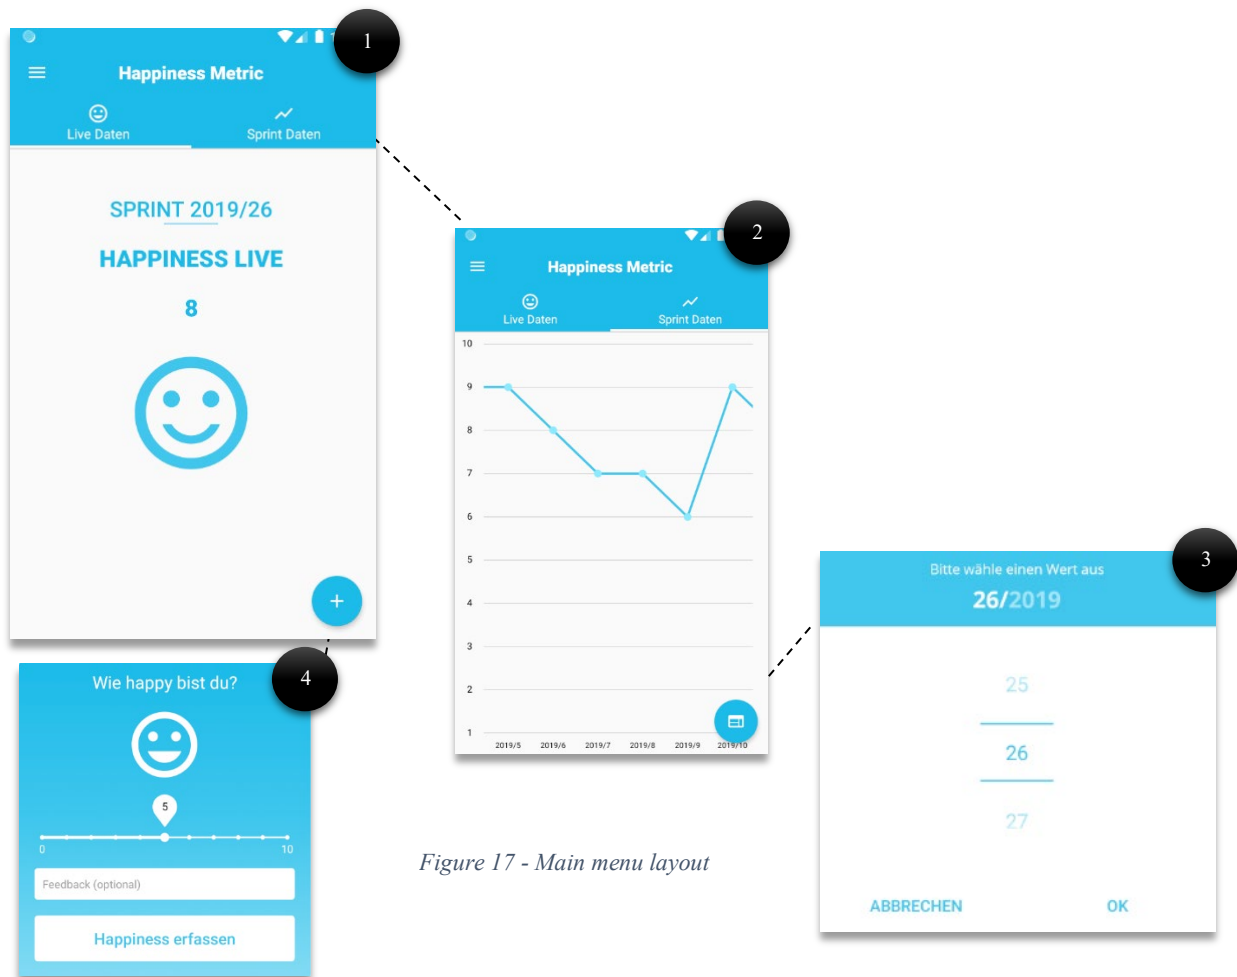 1
Happiness Metric
Live Daten
Sprint Daten
SPRINT 2019/26
HAPPINESS LIVE
8
+
2
Happiness Metric
Live Daten
Sprint Daten
10
9
8
7
6
5
4
3
2
1
2019/5 2019/6 2019/7 2019/8 2019/9 2019/10
3
Bitte wähle einen Wert aus
26/2019
25
26
27
ABBRECHEN
OK
4
Wie happy bist du?
5
0 10
Feedback (optional)
Happiness erfassen
Figure 17 - Main menu layout